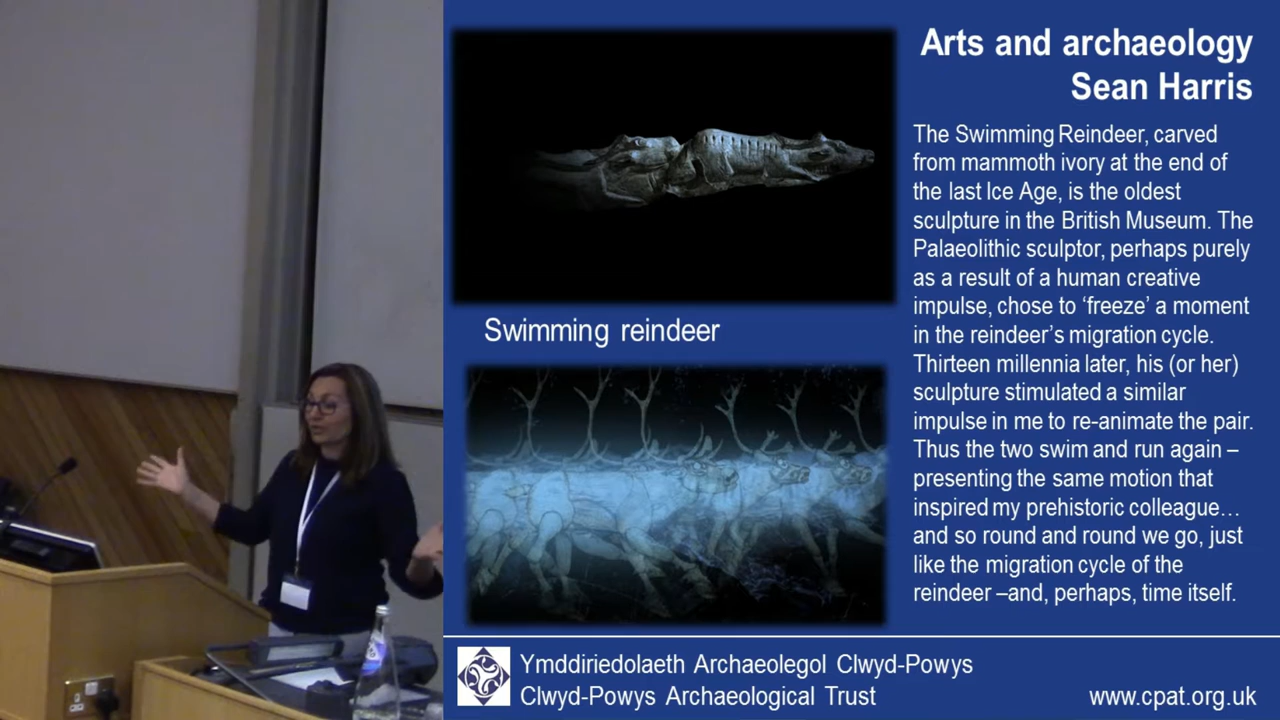 Arts and archaeology
Sean Harris
The Swimming Reindeer, carved
from mammoth ivory at the end of
the last Ice Age, is the oldest
sculpture in the British Museum. The
Palaeolithic sculptor, perhaps purely
as a result of a human creative
impulse, chose to ‘freeze’ a moment
in the reindeer’s migration cycle.
Thirteen millennia later, his (or her)
sculpture stimulated a similar
impulse in me to re-animate the pair.
Thus the two swim and run again –
presenting the same motion that
inspired my prehistoric colleague…
and so round and round we go, just
like the migration cycle of the
reindeer –and, perhaps, time itself.
Swimming reindeer
Ymddiriedolaeth Archaeolegol Clwyd-Powys
Clwyd-Powys Archaeological Trust
www.cpat.org.uk